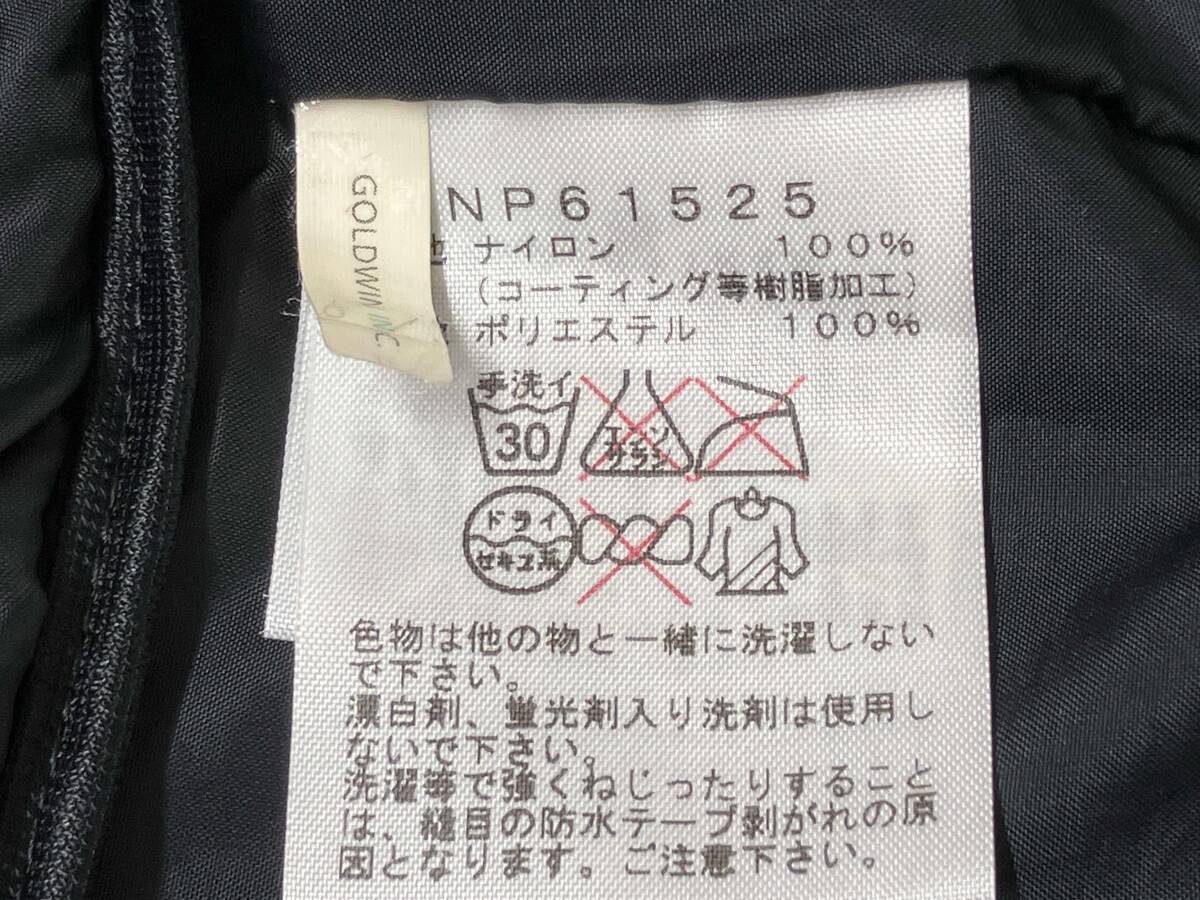 GOLDWIN INC.
NP61525
ナイロン 100%
(コーティング等樹脂加工)
ポリエステル 100%
手洗イ
30
エンソ
サラシ
ドライ
セキユ系
色物は他の物と一緒に洗濯しない
で下さい。
漂白剤、蛍光剤入り洗剤は使用し
ないで下さい。
洗濯等で強くねじったりすること
は、縫目の防水テープ剥がれの原
因となります。ご注意下さい。